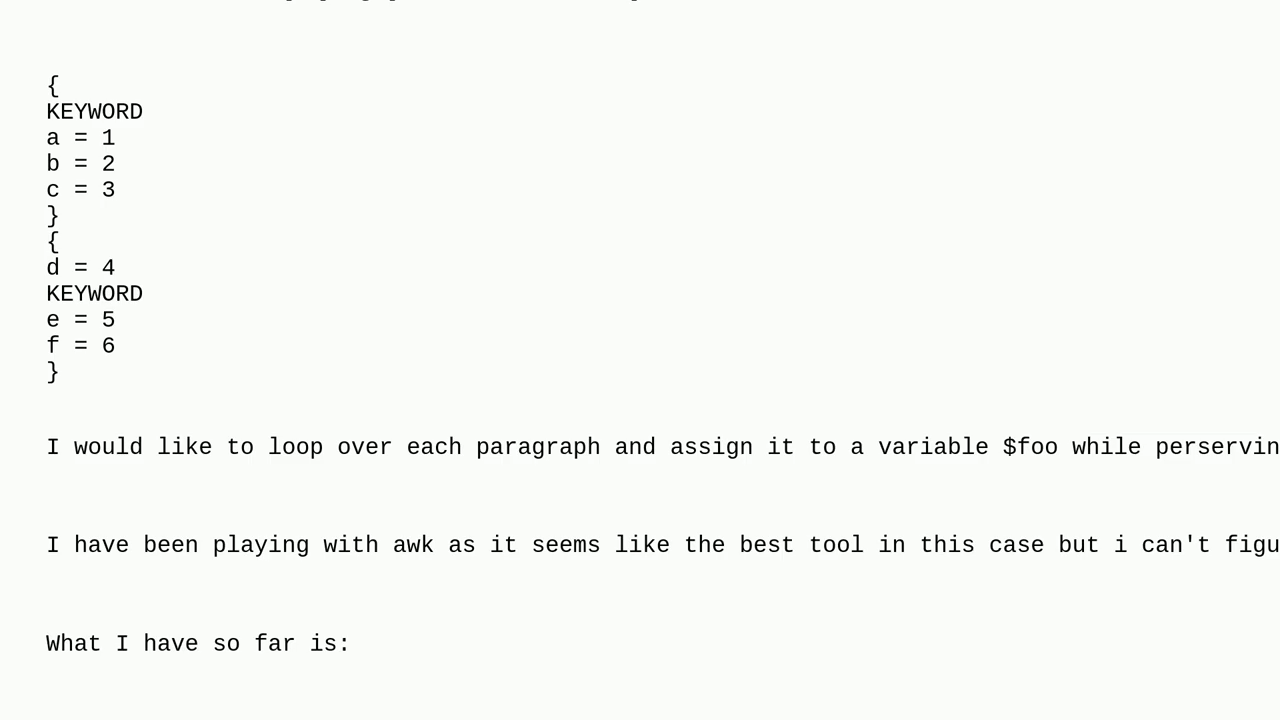 {
KEYWORD
a = 1
b = 2
c = 3
}
{
d = 4
KEYWORD
e = 5
f = 6
}
I would like to loop over each paragraph and assign it to a variable $foo while perservin
I have been playing with awk as it seems like the best tool in this case but i can't figu
What I have so far is: